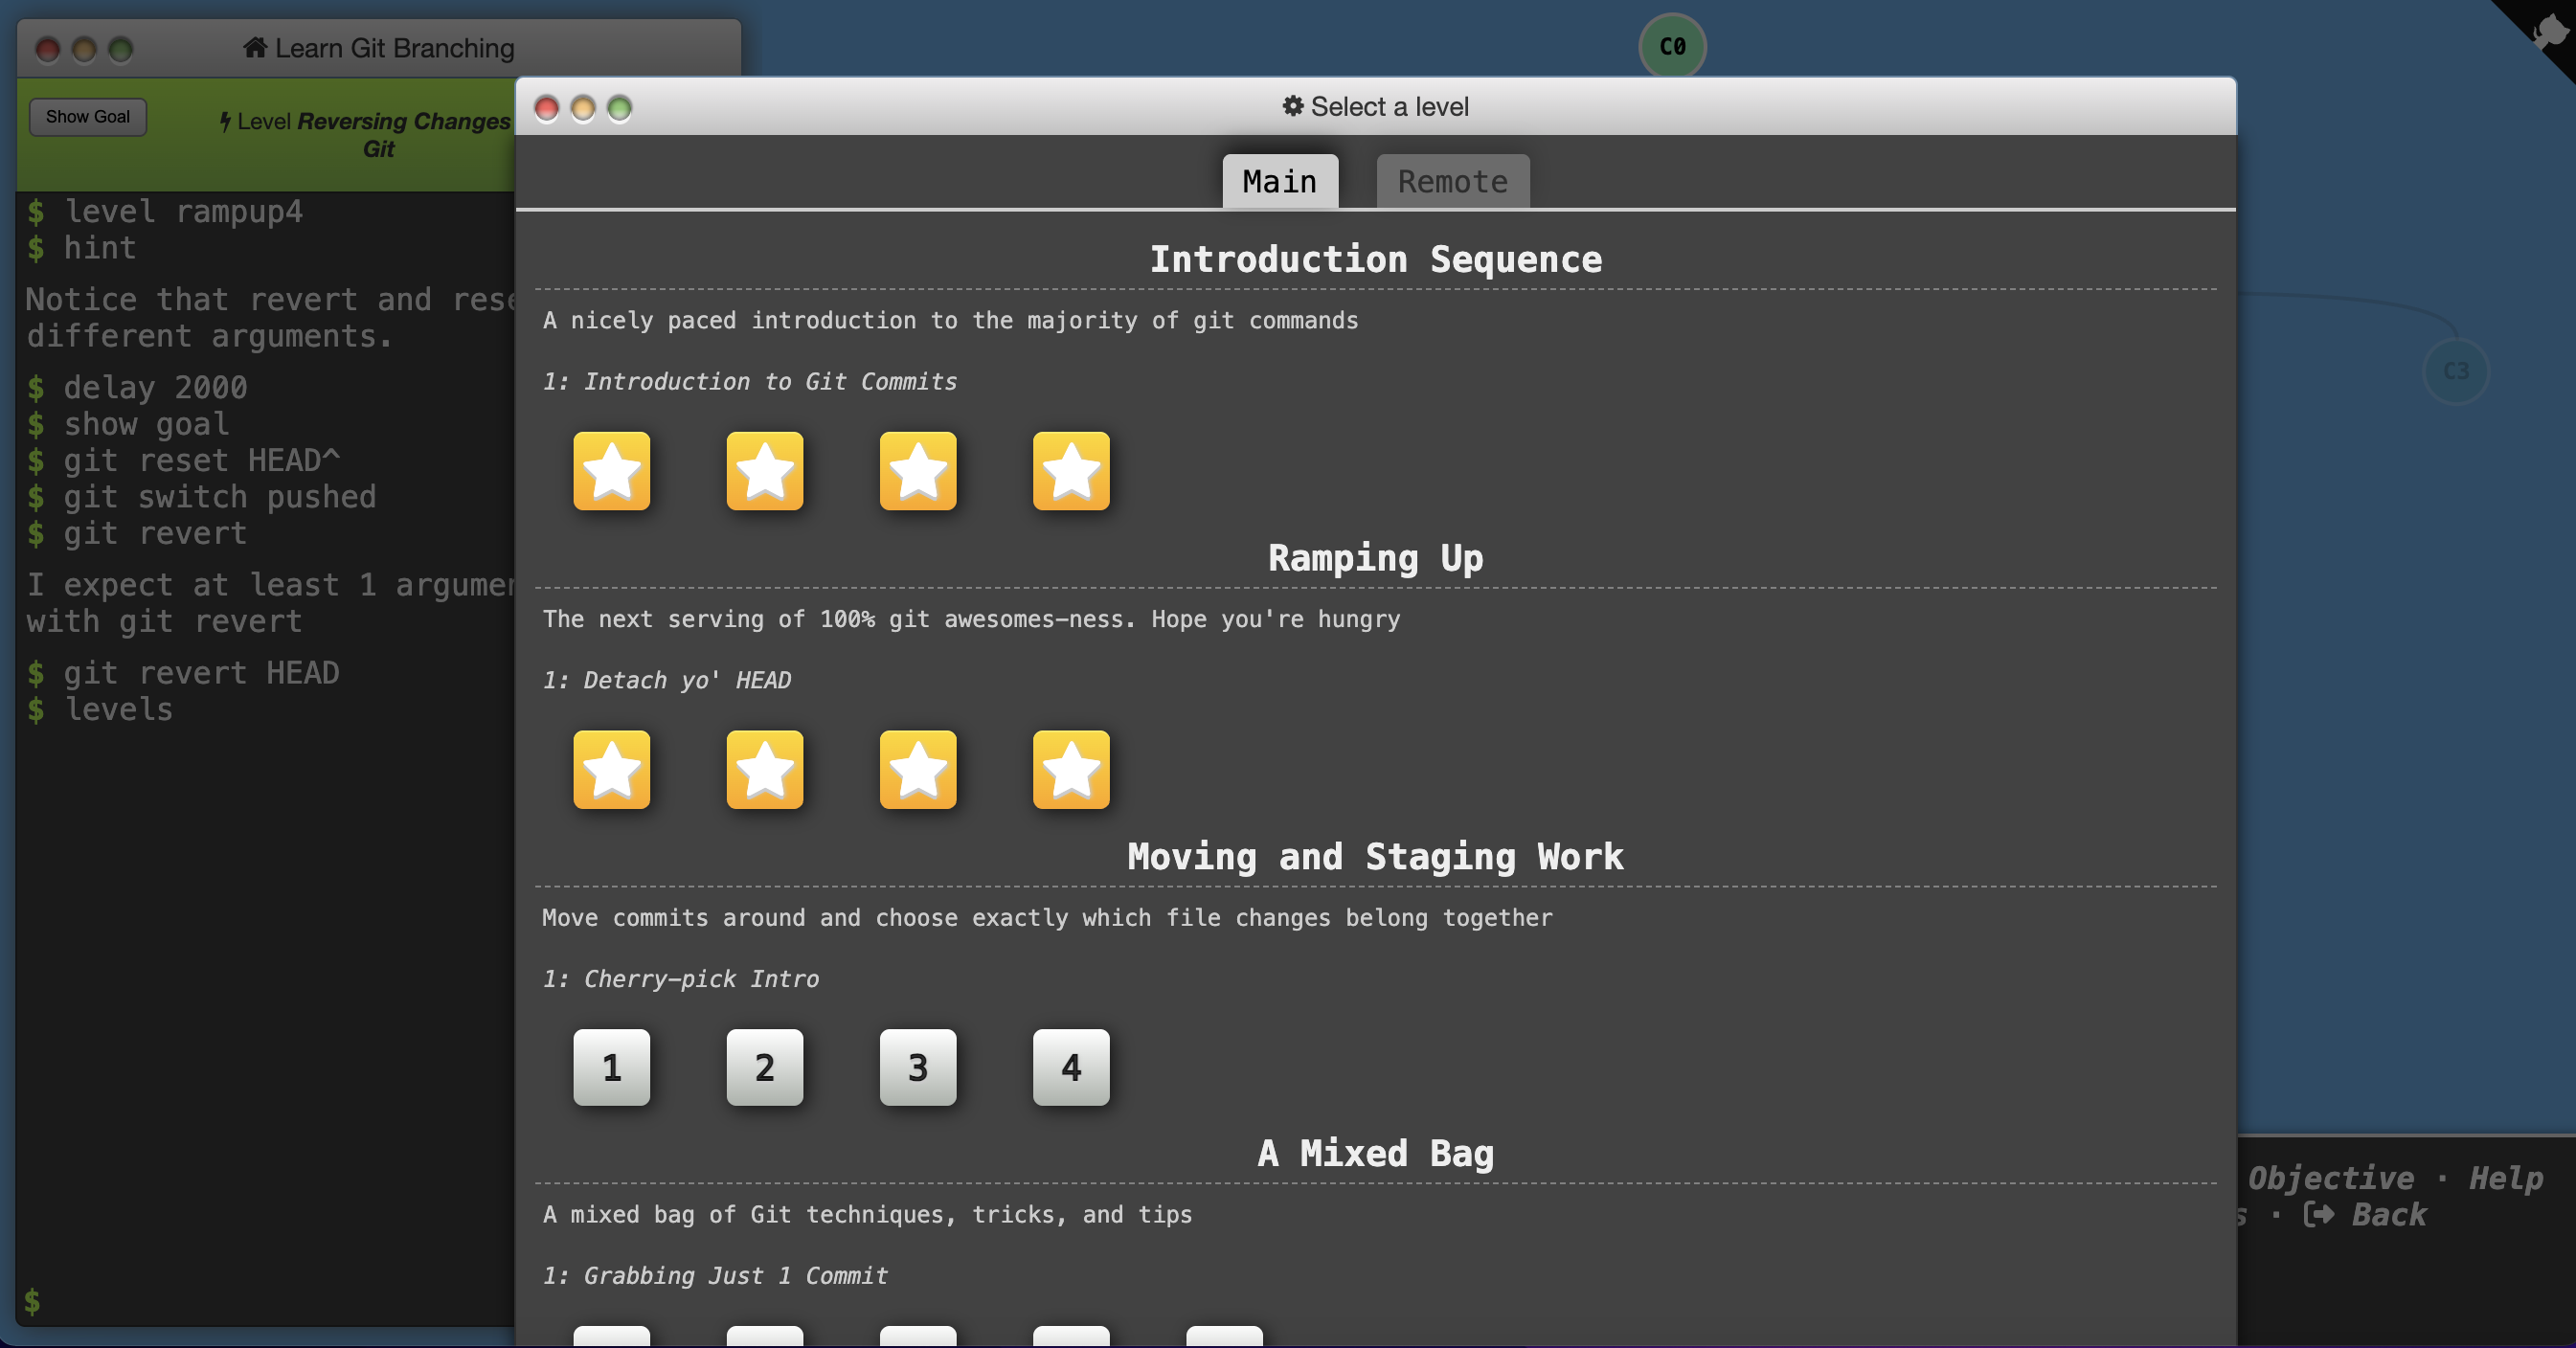 Learn Git Branching
Show Goal
Level Reversing Changes
Git
$ level rampup4
$ hint
Notice that revert and rese
different arguments.
$ delay 2000
$ show goal
$ git reset HEAD^
$ git switch pushed
$ git revert
I expect at least 1 argumen
with git revert
$ git revert HEAD
$ levels
$
C0
C3
Select a level
Main Remote
Introduction Sequence
A nicely paced introduction to the majority of git commands
1: Introduction to Git Commits
Ramping Up
The next serving of 100% git awesomes-ness. Hope you're hungry
1: Detach yo' HEAD
Moving and Staging Work
Move commits around and choose exactly which file changes belong together
1: Cherry-pick Intro
1 2 3 4
A Mixed Bag
A mixed bag of Git techniques, tricks, and tips
1: Grabbing Just 1 Commit
Objective · Help
s · Back